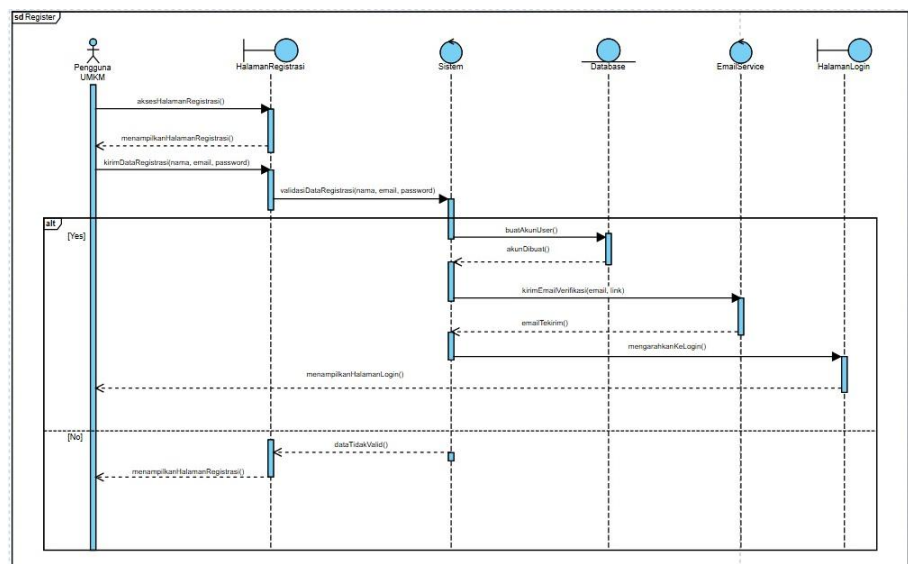 sd Register
Pengguna
UMKM
HalamanRegistrasi
Sistem
Database
EmailService
HalamanLogin
aksesHalamanRegistrasi()
menampilkanHalamanRegistrasi()
kirimDataRegistrasi(nama, email, password)
validasiDataRegistrasi(nama, email, password)
alt
[Yes]
buatAkunUser()
akunDibuat()
kirimEmailVerifikasi(email, link)
emailTekirim()
mengarahkanKeLogin()
menampilkanHalamanLogin()
[No]
dataTidakValid()
menampilkanHalamanRegistrasi()